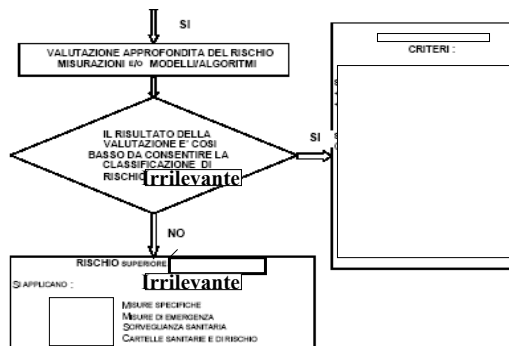 SI
VALUTAZIONE APPROFONDITA DEL RISCHIO
MISURAZIONI E/O MODELLI/ALGORITMI
IL RISULTATO DELLA
VALUTAZIONE E' COSI
BASSO DA CONSENTIRE LA
CLASSIFICAZIONE DI
RISCHIO Irrilevante
SI
CRITERI :
NO
RISCHIO SUPERIORE
Irrilevante
SI APPLICANO :
MISURE SPECIFICHE
MISURE DI EMERGENZA
SORVEGLIANZA SANITARIA
CARTELLE SANITARIE E DI RISCHIO